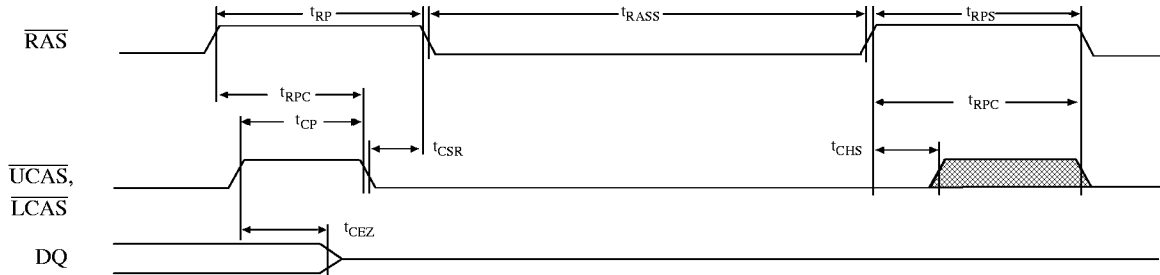 tRP
tRASS
tRPS
RAS
tRPC
tRPC
tCP
tCSR
tCHS
UCAS,
LCAS
tCEZ
DQ